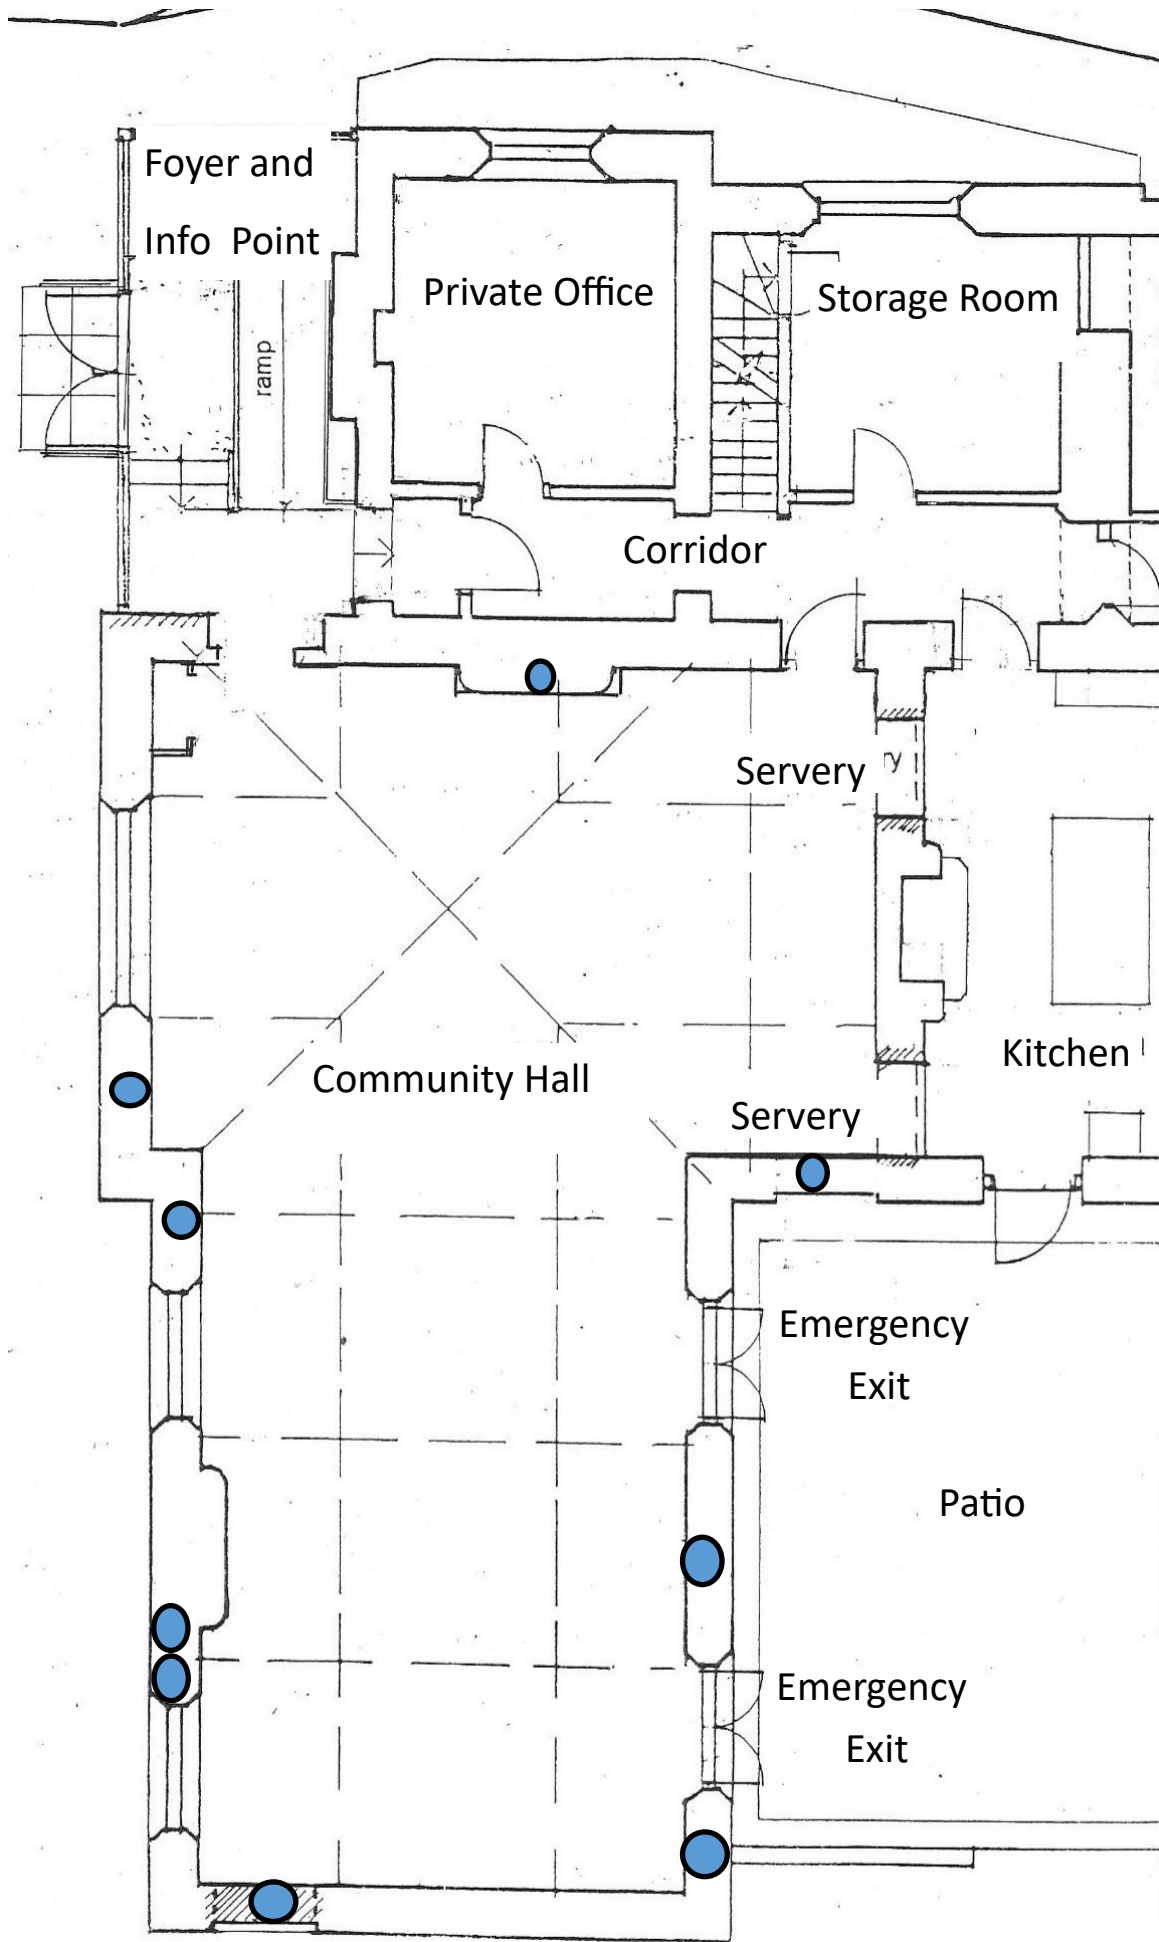 Foyer and
Info Point
Private Office
Storage Room
ramp
Corridor
Servery
Community Hall
Kitchen
Servery
Emergency
Exit
Patio
Emergency
Exit